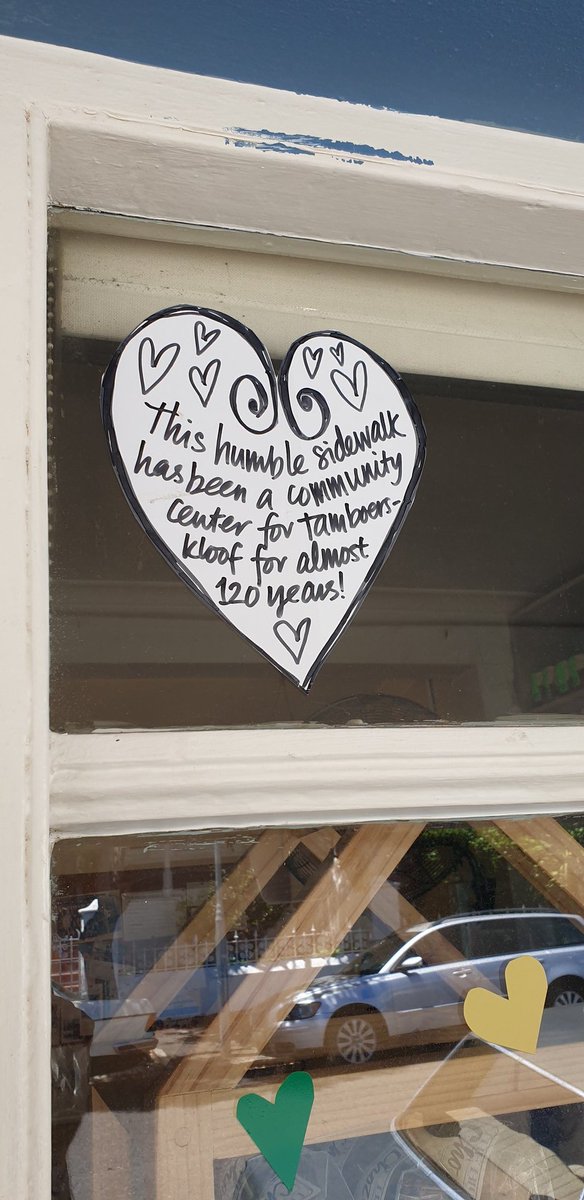 This humble sidewalk
has been a community
center for tamboers-
kloof for almost
120 years!